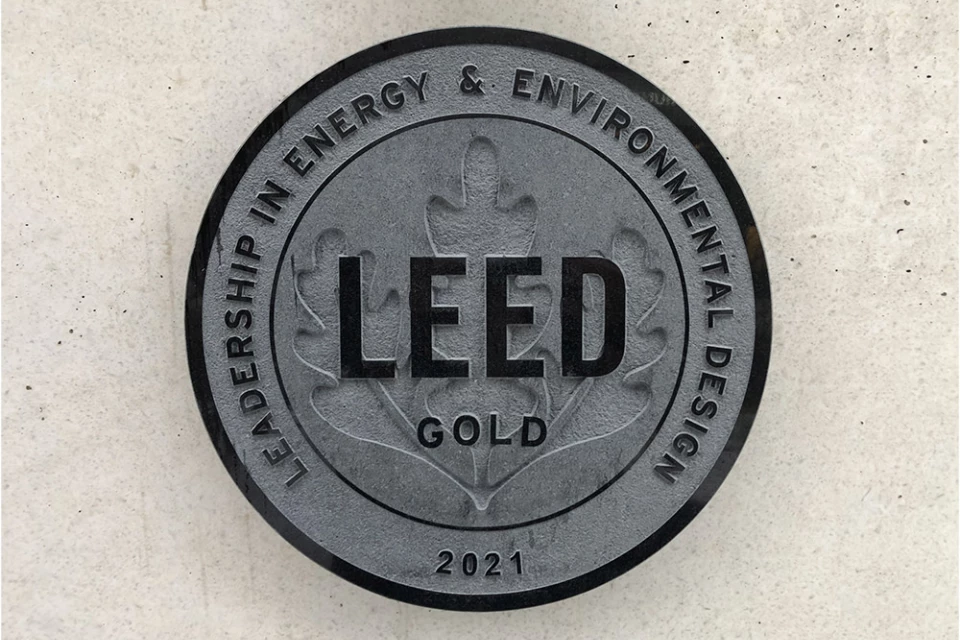 LEADERSHIP IN ENERGY & ENVIRONMENTAL DESIGN
LEED
GOLD
2021